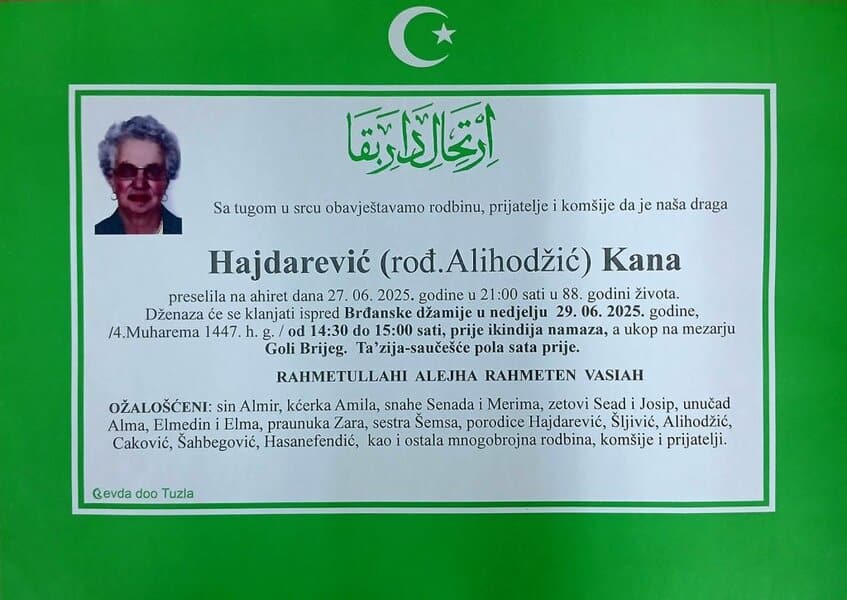 اِرْتِحَالِ دَارِبَقَا
Sa tugom u srcu obavještavamo rodbinu, prijatelje i komšije da je naša draga
Hajdarević (rođ.Alihodžić) Kana
preselila na ahiret dana 27. 06. 2025. godine u 21:00 sati u 88. godini života.
Dženaza će se klanjati ispred Brđanske džamije u nedjelju 29. 06. 2025. godine,
/4.Muharema 1447. h. g. / od 14:30 do 15:00 sati, prije ikindija namaza, a ukop na mezarju
Goli Brijeg. Ta'zija-saučešće pola sata prije.
RAHMETULLAHI ALEJHA RAHMETEN VASIAH
OŽALOŠĆENI: sin Almir, kćerka Amila, snahe Senada i Merima, zetovi Sead i Josip, unučad
Alma, Elmedin i Elma, praunuka Zara, sestra Šemsa, porodice Hajdarević, Šljivić, Alihodžić,
Caković, Šahbegović, Hasanefendić, kao i ostala mnogobrojna rodbina, komšije i prijatelji.
Gevda doo Tuzla